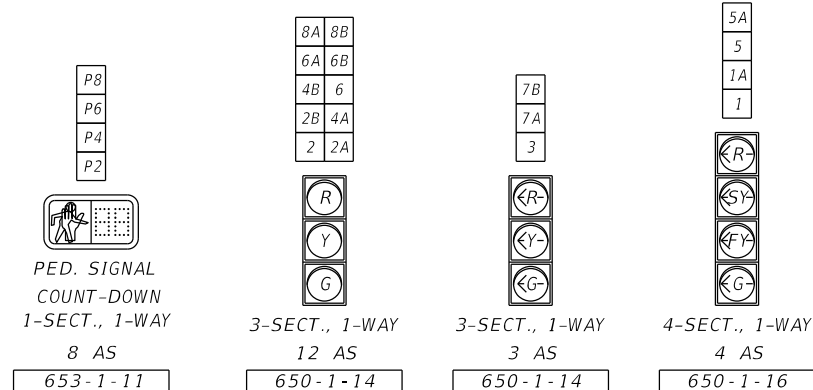 P8
P6
P4
P2
PED. SIGNAL
COUNT-DOWN
1-SECT., 1-WAY
8 AS
653-1-11
8A 8B
6A 6B
4B 6
2B 4A
2 2A
R
Y
G
3-SECT., 1-WAY
12 AS
650-1-14
7B
7A
3
R
Y
G
3-SECT., 1-WAY
3 AS
650-1-14
5A
5
1A
1
R
SY
FY
G
4-SECT., 1-WAY
4 AS
650-1-16